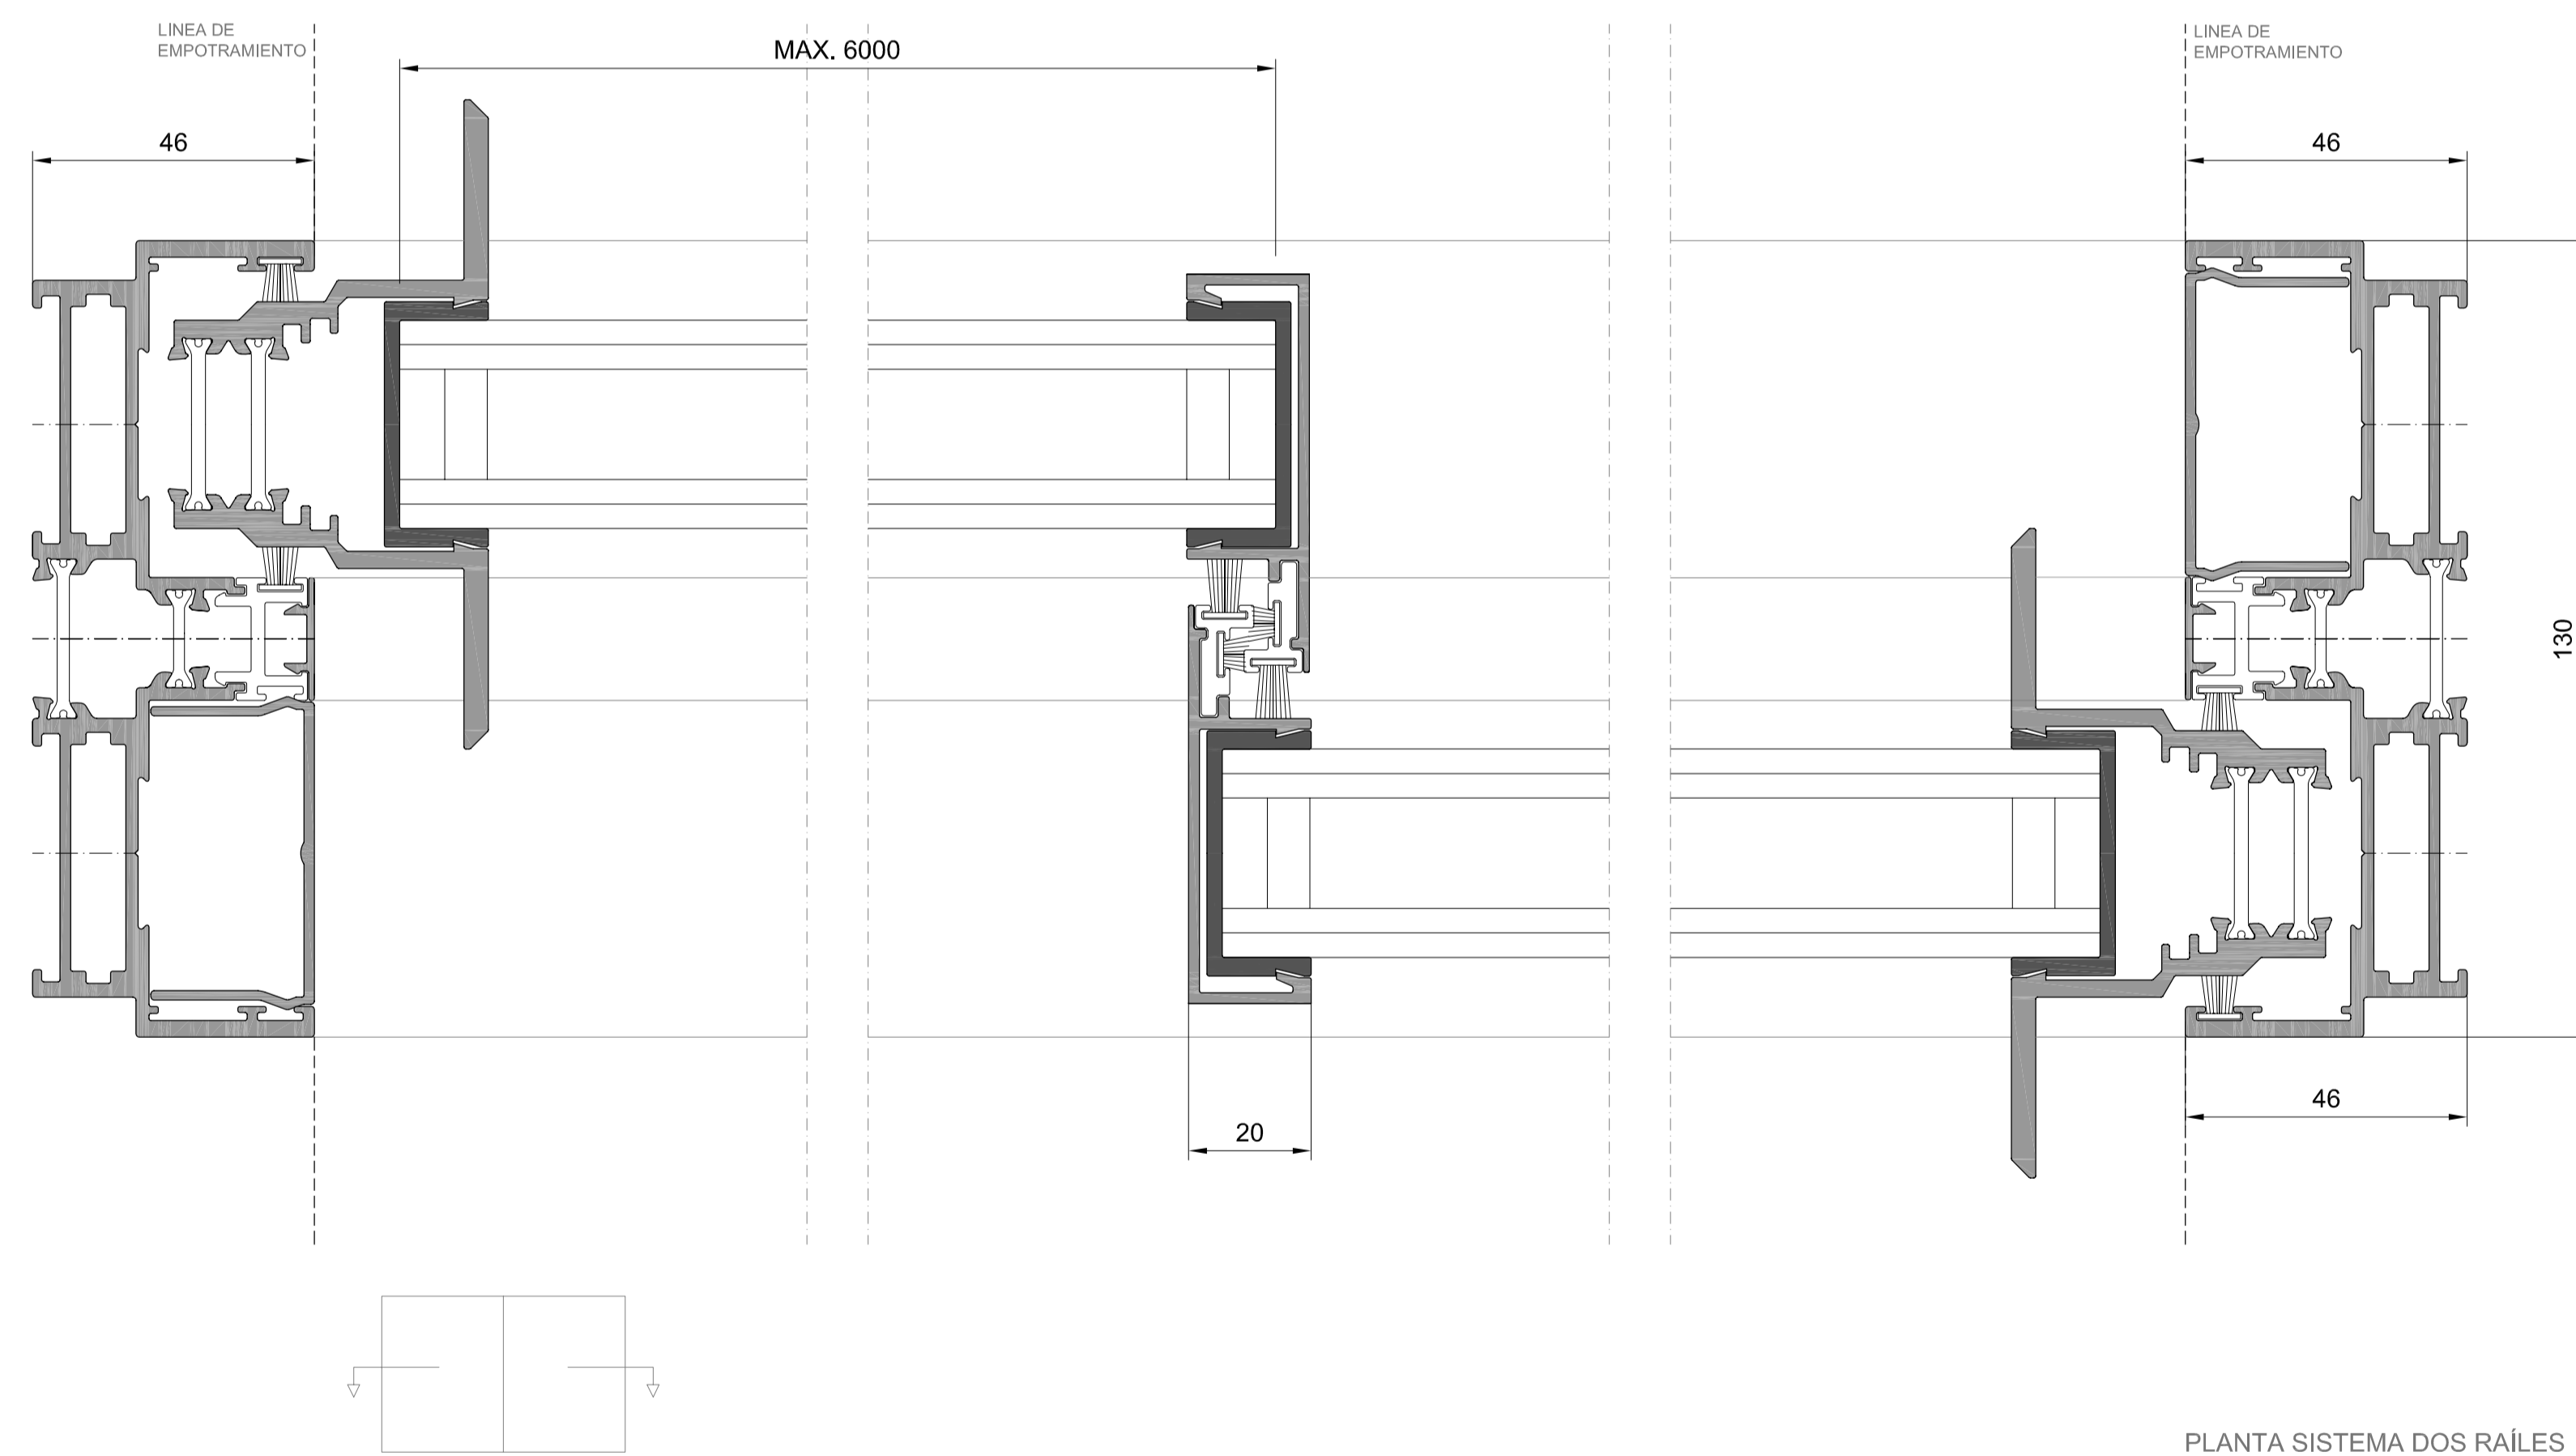 LINEA DE
EMPOTRAMIENTO
MAX. 6000
LINEA DE
EMPOTRAMIENTO
46
46
130
46
20
PLANTA SISTEMA DOS RAÍLES